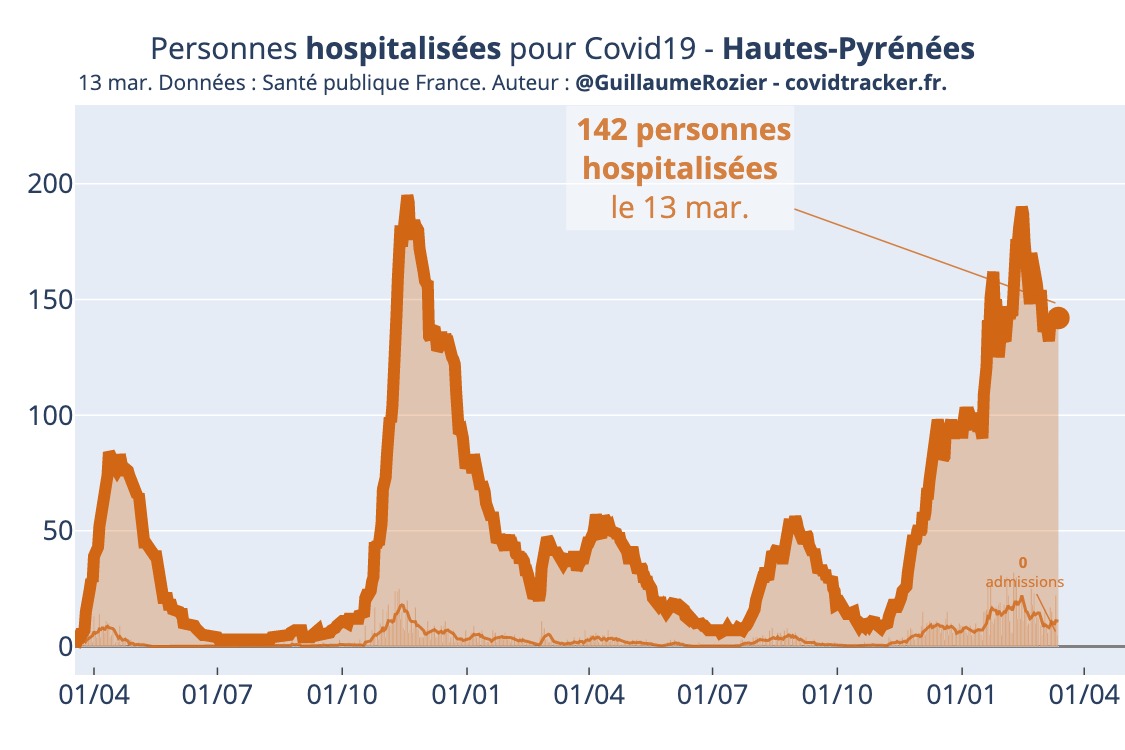 Personnes hospitalisées pour Covid19 - Hautes-Pyrénées
13 mar. Données : Santé publique France. Auteur : @GuillaumeRozier - covidtracker.fr.
142 personnes
hospitalisées
le 13 mar.
200
150
100
50
0
0
admissions
01/04 01/07 01/10 01/01 01/04 01/07 01/10 01/01 01/04